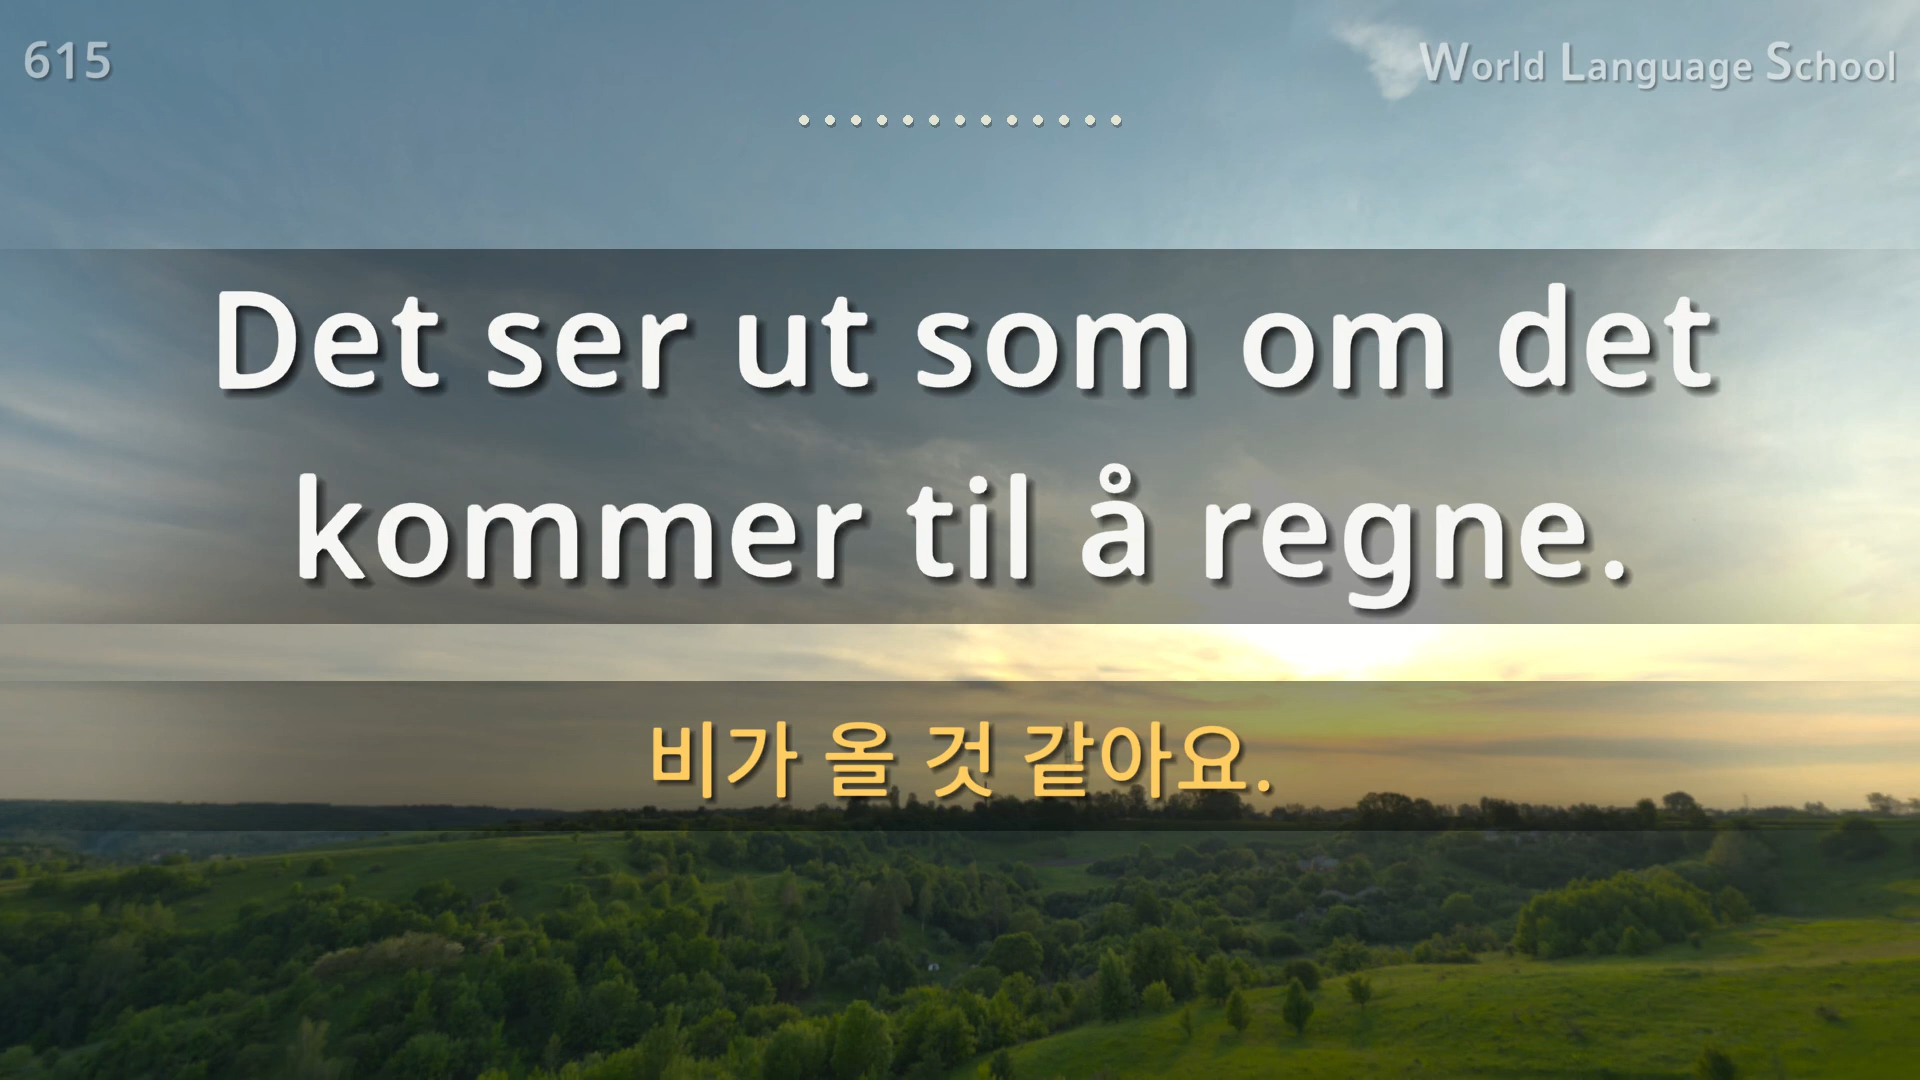 615
World Language School
Det ser ut som om det
kommer til å regne.
비가 올 것 같아요.